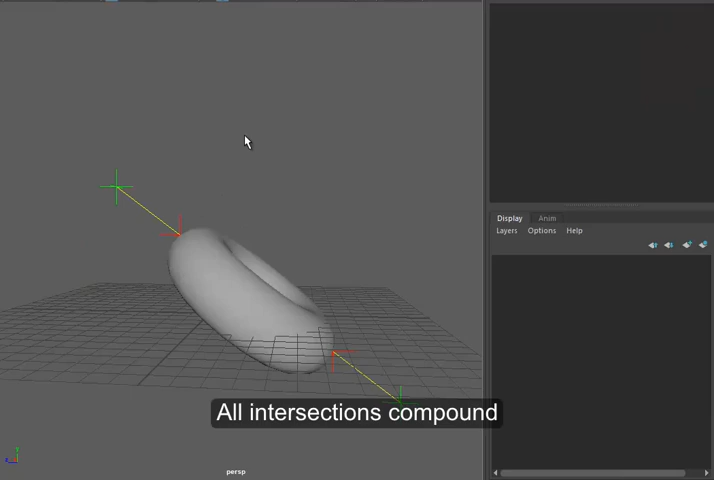 Display Anim
Layers Options Help
All intersections compound
persp